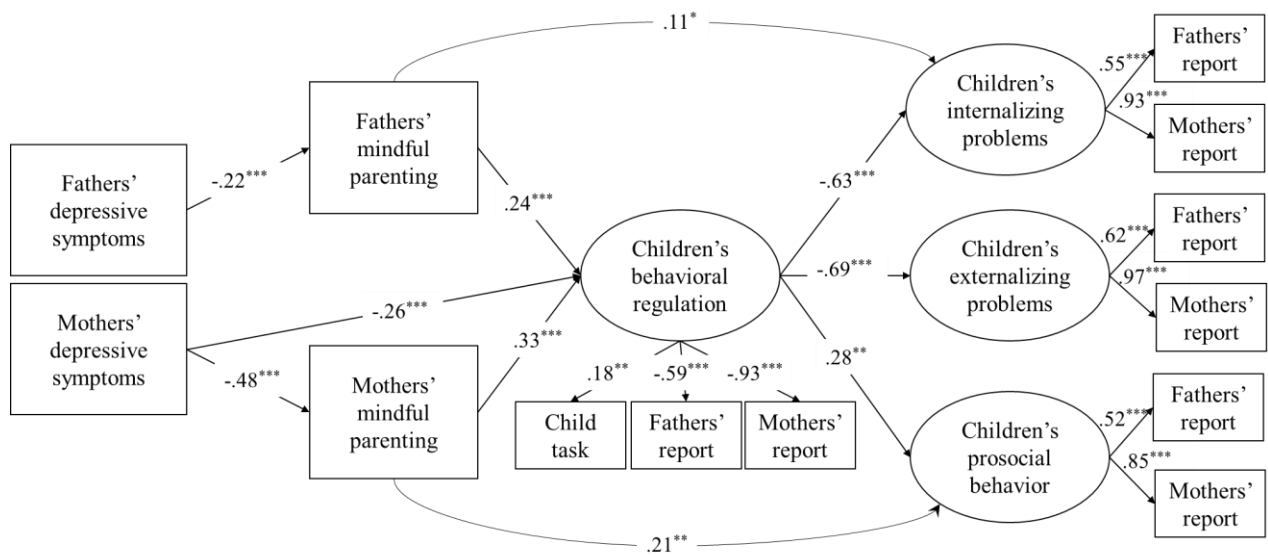 .11*
Fathers’
depressive
symptoms
Mothers’
depressive
symptoms
-.22***
-.26***
-.48***
Fathers’
mindful
parenting
Mothers’
mindful
parenting
.24***
.33***
Children’s
behavioral
regulation
.18** -.59*** -.93***
Child
task
Fathers’
report
Mothers’
report
-.63***
-.69***
.28**
Children’s
internalizing
problems
.55***
.93***
Fathers’
report
Mothers’
report
Children’s
externalizing
problems
.62***
.97***
Fathers’
report
Mothers’
report
Children’s
prosocial
behavior
.52***
.85***
Fathers’
report
Mothers’
report
.21**